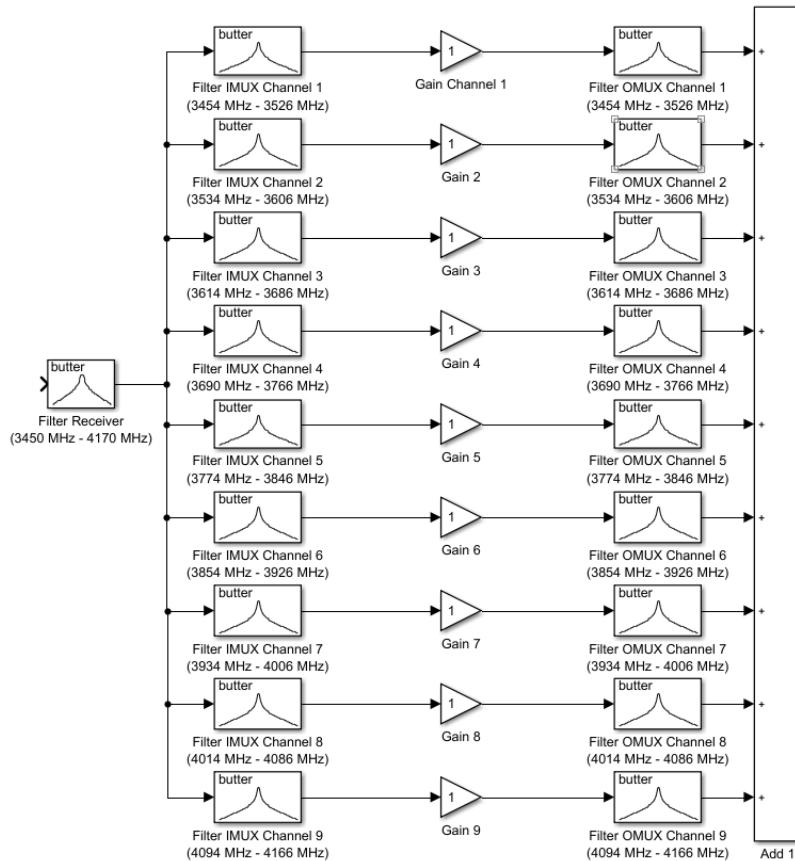 butter
1
butter
+
Filter IMUX Channel 1
(3454 MHz - 3526 MHz)
Gain Channel 1
Filter OMUX Channel 1
(3454 MHz - 3526 MHz)
butter
1
butter
+
Filter IMUX Channel 2
(3534 MHz - 3606 MHz)
Gain 2
Filter OMUX Channel 2
(3534 MHz - 3606 MHz)
butter
1
butter
+
Filter IMUX Channel 3
(3614 MHz - 3686 MHz)
Gain 3
Filter OMUX Channel 3
(3614 MHz - 3686 MHz)
butter
1
butter
+
Filter IMUX Channel 4
(3690 MHz - 3766 MHz)
Gain 4
Filter OMUX Channel 4
(3690 MHz - 3766 MHz)
butter
Filter Receiver
(3450 MHz - 4170 MHz)
butter
1
butter
+
Filter IMUX Channel 5
(3774 MHz - 3846 MHz)
Gain 5
Filter OMUX Channel 5
(3774 MHz - 3846 MHz)
butter
1
butter
+
Filter IMUX Channel 6
(3854 MHz - 3926 MHz)
Gain 6
Filter OMUX Channel 6
(3854 MHz - 3926 MHz)
butter
1
butter
+
Filter IMUX Channel 7
(3934 MHz - 4006 MHz)
Gain 7
Filter OMUX Channel 7
(3934 MHz - 4006 MHz)
butter
1
butter
+
Filter IMUX Channel 8
(4014 MHz - 4086 MHz)
Gain 8
Filter OMUX Channel 8
(4014 MHz - 4086 MHz)
butter
1
butter
+
Filter IMUX Channel 9
(4094 MHz - 4166 MHz)
Gain 9
Filter OMUX Channel 9
(4094 MHz - 4166 MHz)
Add 1